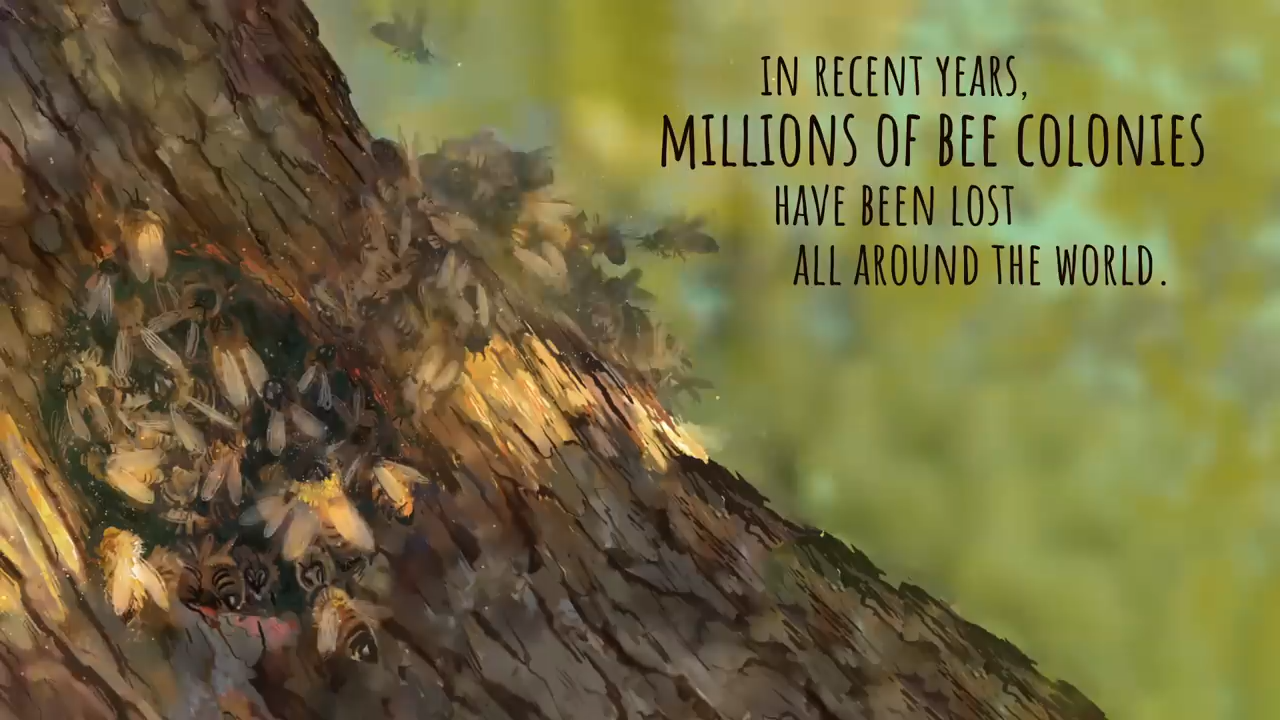 IN RECENT YEARS,
MILLIONS OF BEE COLONIES
HAVE BEEN LOST
ALL AROUND THE WORLD.